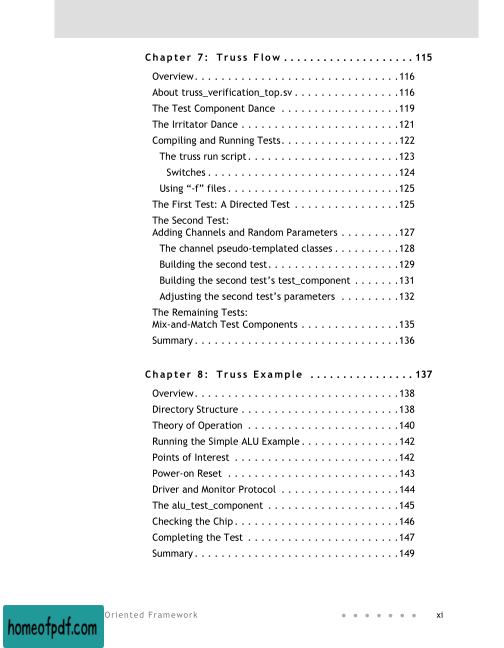 Chapter 7: Truss Flow . . . . . . . . . . . . . . . . . . . . 115
Overview. . . . . . . . . . . . . . . . . . . . . . . . . . . . . . . 116
About truss_verification_top.sv . . . . . . . . . . . . . . . . 116
The Test Component Dance . . . . . . . . . . . . . . . . . . 119
The Irritator Dance . . . . . . . . . . . . . . . . . . . . . . . . 121
Compiling and Running Tests. . . . . . . . . . . . . . . . . . 122
The truss run script. . . . . . . . . . . . . . . . . . . . . . . 123
Switches . . . . . . . . . . . . . . . . . . . . . . . . . . . . . 124
Using “-f” files . . . . . . . . . . . . . . . . . . . . . . . . . . 125
The First Test: A Directed Test . . . . . . . . . . . . . . . . 125
The Second Test:
Adding Channels and Random Parameters . . . . . . . . . 127
The channel pseudo-templated classes . . . . . . . . . . 128
Building the second test. . . . . . . . . . . . . . . . . . . . 129
Building the second test’s test_component . . . . . . . 131
Adjusting the second test’s parameters . . . . . . . . . 132
The Remaining Tests:
Mix-and-Match Test Components . . . . . . . . . . . . . . . 135
Summary . . . . . . . . . . . . . . . . . . . . . . . . . . . . . . . 136
Chapter 8: Truss Example . . . . . . . . . . . . . . . . 137
Overview. . . . . . . . . . . . . . . . . . . . . . . . . . . . . . . 138
Directory Structure . . . . . . . . . . . . . . . . . . . . . . . . 138
Theory of Operation . . . . . . . . . . . . . . . . . . . . . . . 140
Running the Simple ALU Example . . . . . . . . . . . . . . . 142
Points of Interest . . . . . . . . . . . . . . . . . . . . . . . . . 142
Power-on Reset . . . . . . . . . . . . . . . . . . . . . . . . . . 143
Driver and Monitor Protocol . . . . . . . . . . . . . . . . . . 144
The alu_test_component . . . . . . . . . . . . . . . . . . . . 145
Checking the Chip . . . . . . . . . . . . . . . . . . . . . . . . . 146
Completing the Test . . . . . . . . . . . . . . . . . . . . . . . 147
Summary . . . . . . . . . . . . . . . . . . . . . . . . . . . . . . . 149
Oriented Framework • • • • • • • xi
homeofpdf.com